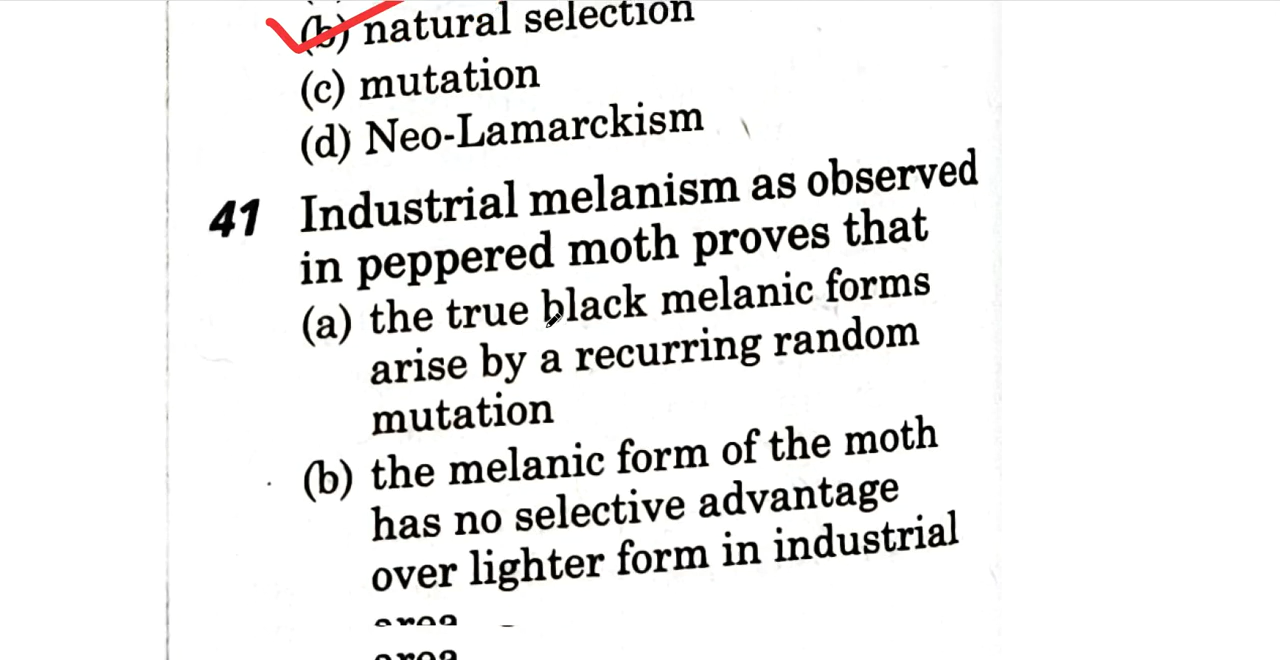 (b) natural selection
(c) mutation
(d) Neo-Lamarckism
41 Industrial melanism as observed
in peppered moth proves that
(a) the true black melanic forms
arise by a recurring random
mutation
(b) the melanic form of the moth
has no selective advantage
over lighter form in industrial